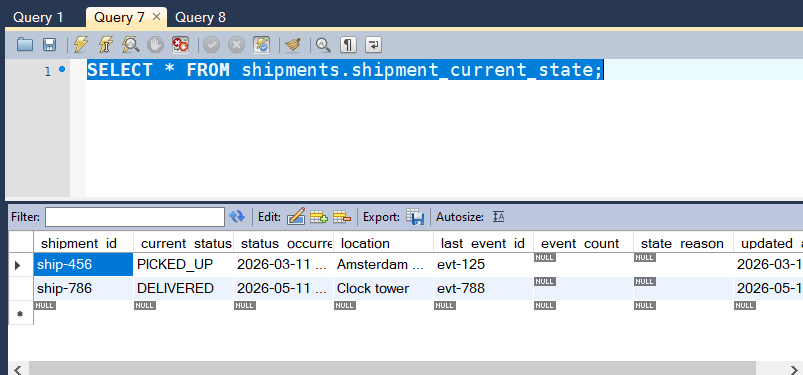 Query 1 Query 7 × Query 8
1 SELECT * FROM shipments.shipment_current_state;
Filter: Edit: Export: Autosize:
shipment_id current_status status_occurre location last_event_id event_count state_reason updated_a
ship-456 PICKED_UP 2026-03-11 ... Amsterdam ... evt-125 NULL NULL 2026-03-1
ship-786 DELIVERED 2026-05-11 ... Clock tower evt-788 NULL NULL 2026-05-1
NULL NULL NULL NULL NULL NULL NULL NULL